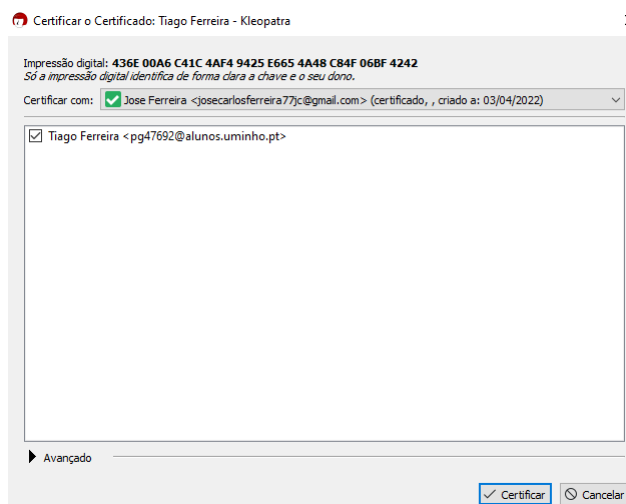 Certificar o Certificado: Tiago Ferreira - Kleopatra
Impressão digital: 436E 00A6 C41C 4AF4 9425 E665 4A48 C84F 06BF 4242
Só a impressão digital identifica de forma clara a chave e o seu dono.
Certificar com: Jose Ferreira <josecarlosferreira77jc@gmail.com> (certificado, , criado a: 03/04/2022)
Tiago Ferreira <pg47692@alunos.uminho.pt>
Avançado
Certificar Cancelar